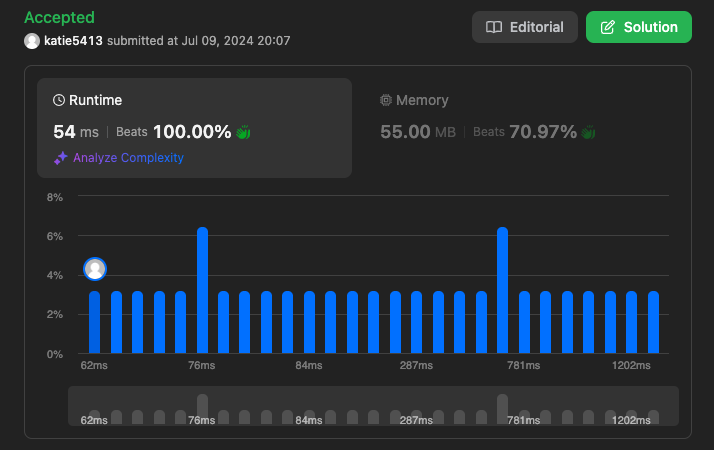 Accepted
katie5413 submitted at Jul 09, 2024 20:07
Editorial
Solution
Runtime
54 ms | Beats 100.00%
Analyze Complexity
Memory
55.00 MB | Beats 70.97%
8%
6%
4%
2%
0%
62ms 76ms 84ms 287ms 781ms 1202ms
62ms 76ms 84ms 287ms 781ms 1202ms